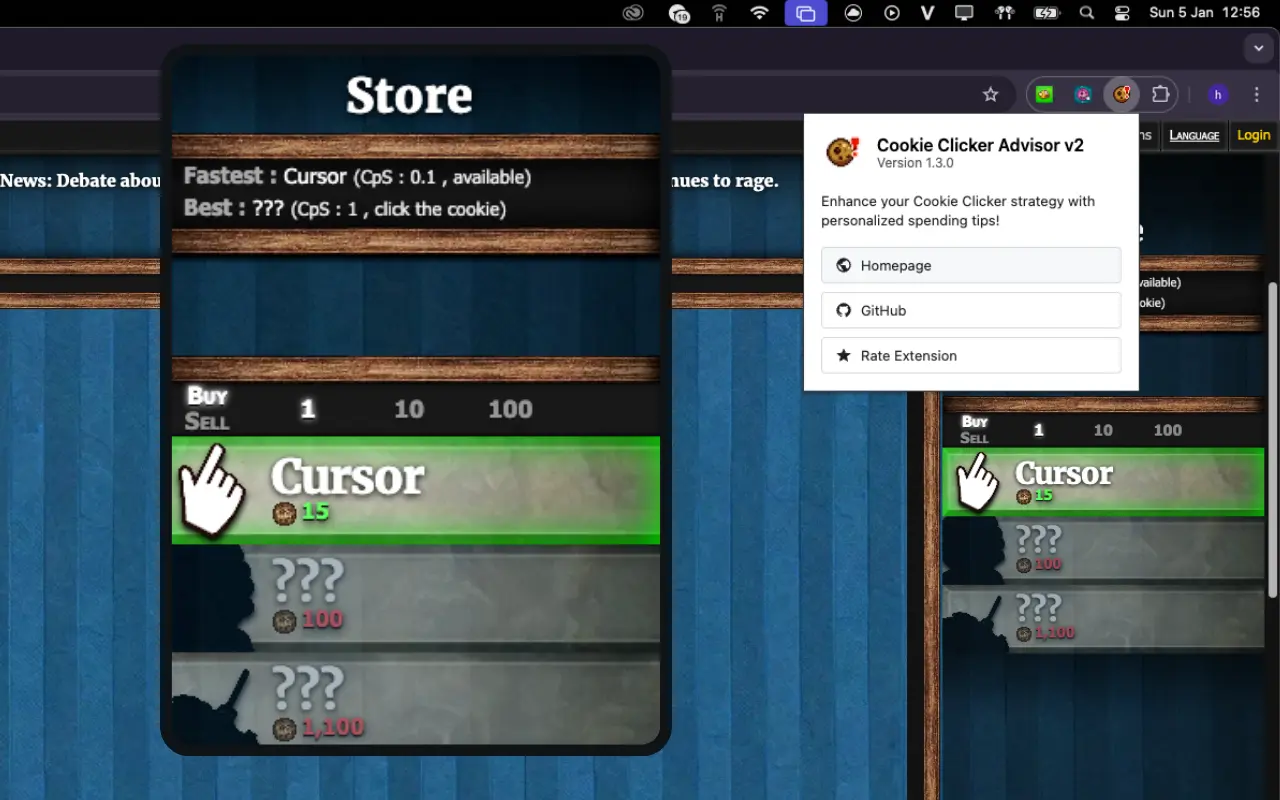 19
H
V
Sun 5 Jan 12:56
h
Store
Fastest : Cursor (CpS : 0.1 , available)
Best : ??? (CpS : 1 , click the cookie)
Buy
Sell
1
10
100
Cursor
15
???
100
???
1,100
News: Debate abou
nues to rage.
Cookie Clicker Advisor v2
Version 1.3.0
Enhance your Cookie Clicker strategy with
personalized spending tips!
Homepage
GitHub
Rate Extension
ns
Language
Login
e
vailable)
okie)
Buy
Sell
1
10
100
Cursor
15
???
100
???
1,100